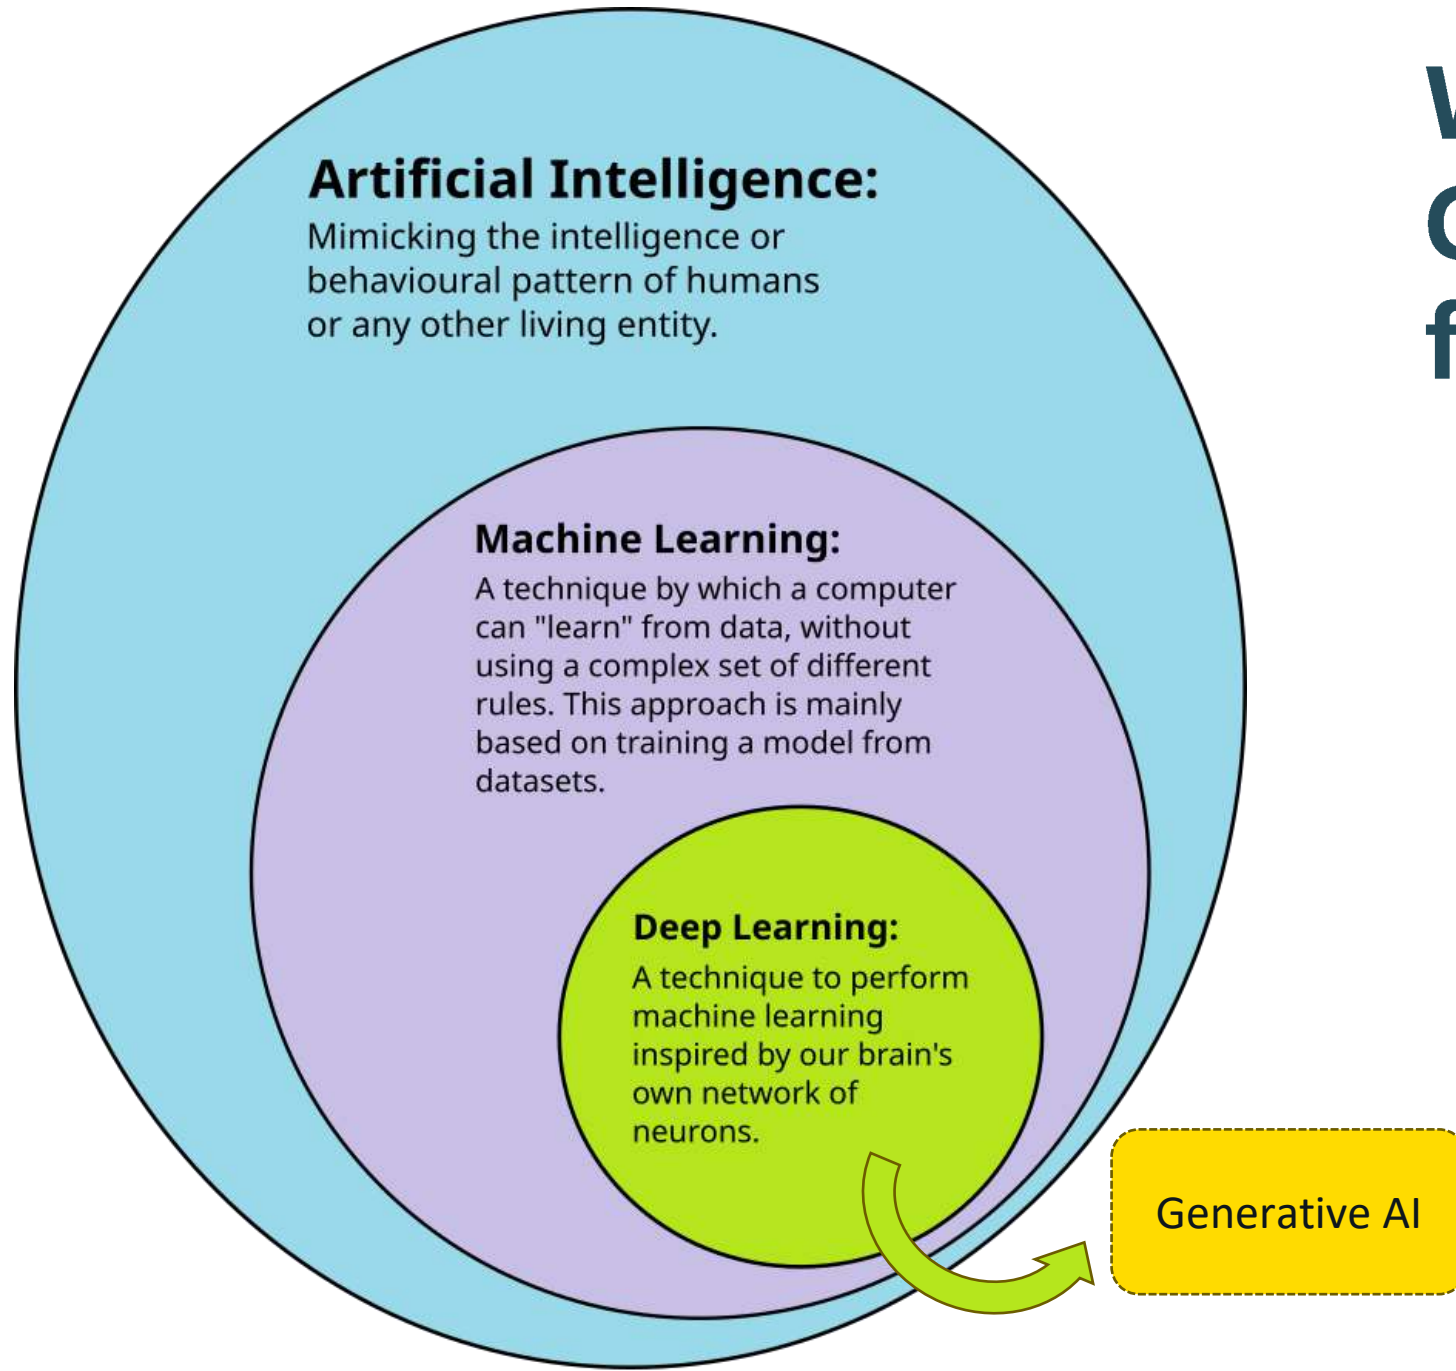 Artificial Intelligence:
Mimicking the intelligence or
behavioural pattern of humans
or any other living entity.
Machine Learning:
A technique by which a computer
can "learn" from data, without
using a complex set of different
rules. This approach is mainly
based on training a model from
datasets.
Deep Learning:
A technique to perform
machine learning
inspired by our brain's
own network of
neurons.
Generative AI